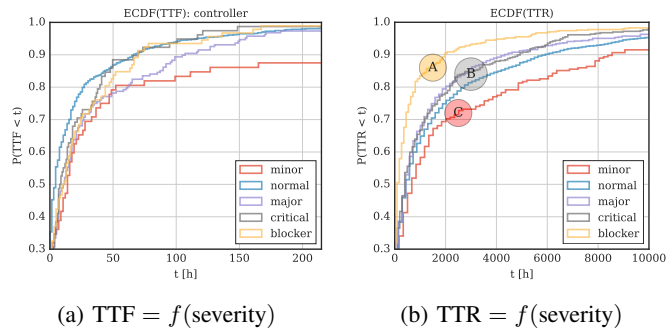 ECDF(TTF): controller
1.0
0.9
0.8
0.7
0.6
0.5
0.4
0.3
P(TTF < t)
0
50
100
150
200
t [h]
minor
normal
major
critical
blocker
(a) TTF = f(severity)
ECDF(TTR)
1.0
0.9
0.8
0.7
0.6
0.5
0.4
0.3
P(TTR < t)
0
2000
4000
6000
8000
10000
t [h]
A
B
C
minor
normal
major
critical
blocker
(b) TTR = f(severity)